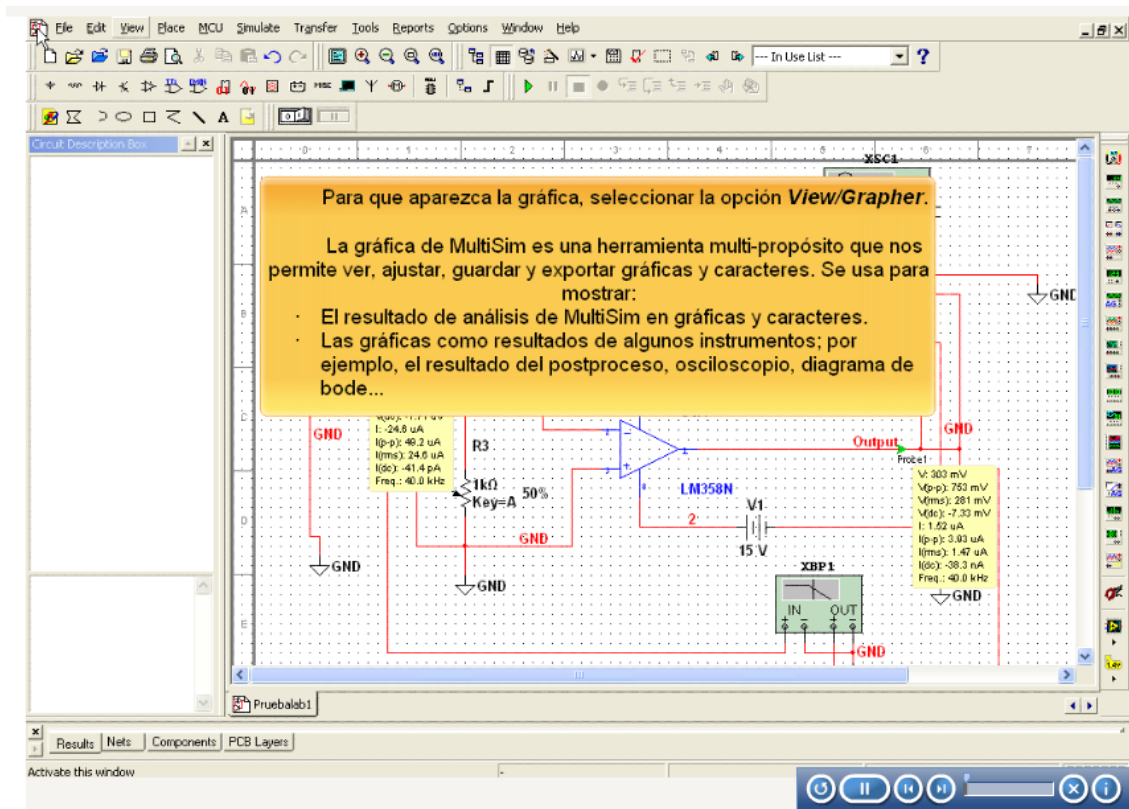 File Edit View Place MCU Simulate Transfer Tools Reports Options Window Help
--- In Use List ---
Circuit Description Box
XSC1
Para que aparezca la gráfica, seleccionar la opción View/Grapher.
La gráfica de MultiSim es una herramienta multi-propósito que nos
permite ver, ajustar, guardar y exportar gráficas y caracteres. Se usa para
mostrar:
· El resultado de análisis de MultiSim en gráficas y caracteres.
· Las gráficas como resultados de algunos instrumentos; por
ejemplo, el resultado del postproceso, osciloscopio, diagrama de
bode...
GND
I: -24.8 uA
I(p-p): 49.2 uA
I(rms): 24.6 uA
I(dc): -41.4 pA
Freq.: 40.0 kHz
GND
R3
1kΩ
Key=A
50%
GND
GND
GND
LM358N
2
V1
15 V
Output
GND
Probe1
V: 303 mV
V(p-p): 753 mV
V(rms): 281 mV
V(dc): -7.33 mV
I: 1.52 uA
I(p-p): 3.93 uA
I(rms): 1.47 uA
I(dc): -38.3 nA
Freq.: 40.0 kHz
GND
XBP1
IN OUT
GND
Pruebalab1
Results Nets Components PCB Layers
Activate this window